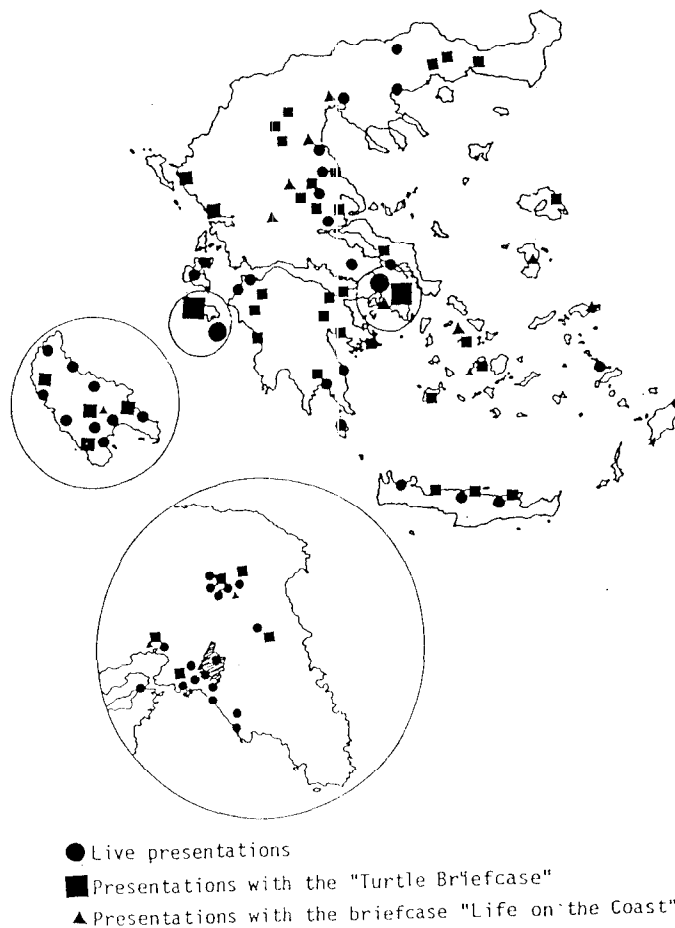 Live presentations
Presentations with the "Turtle Briefcase"
Presentations with the briefcase "Life on the Coast"